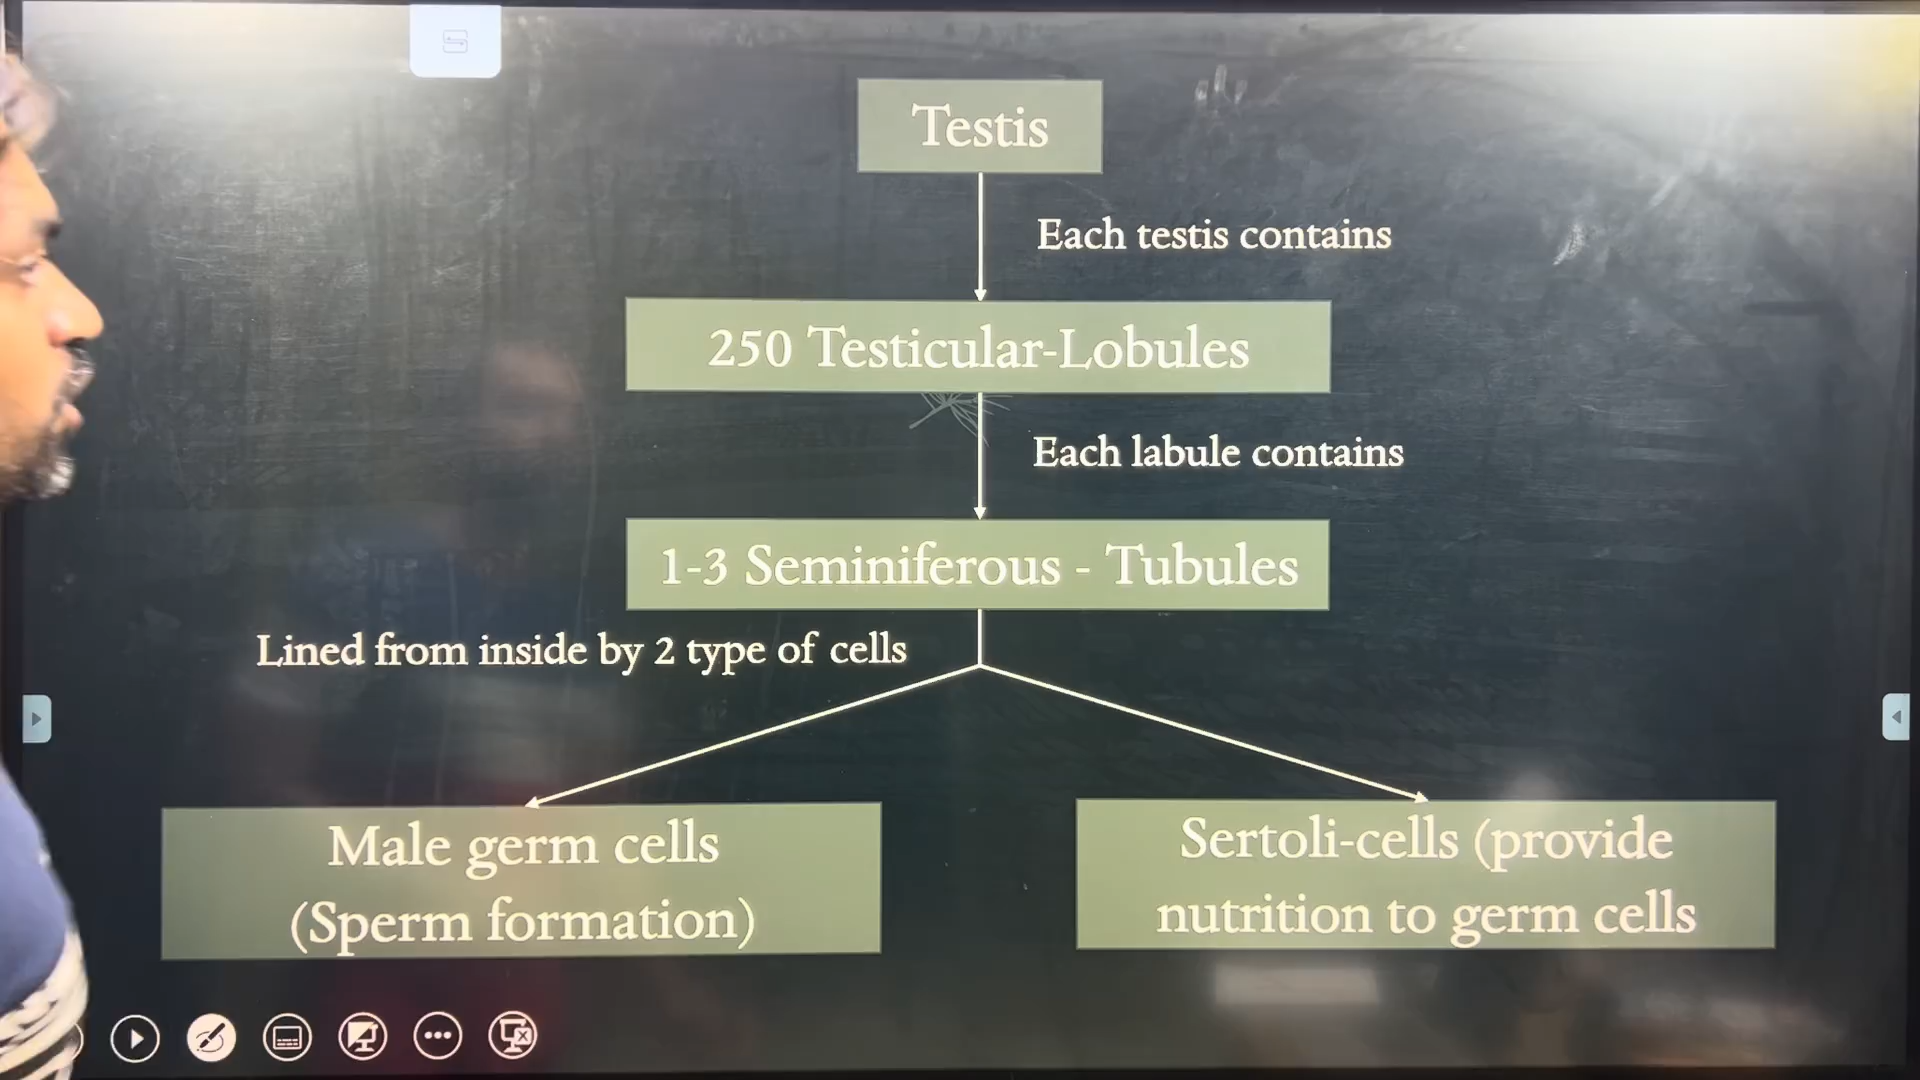 Testis
Each testis contains
250 Testicular-Lobules
Each labule contains
1-3 Seminiferous - Tubules
Lined from inside by 2 type of cells
Male germ cells
(Sperm formation)
Sertoli-cells (provide
nutrition to germ cells